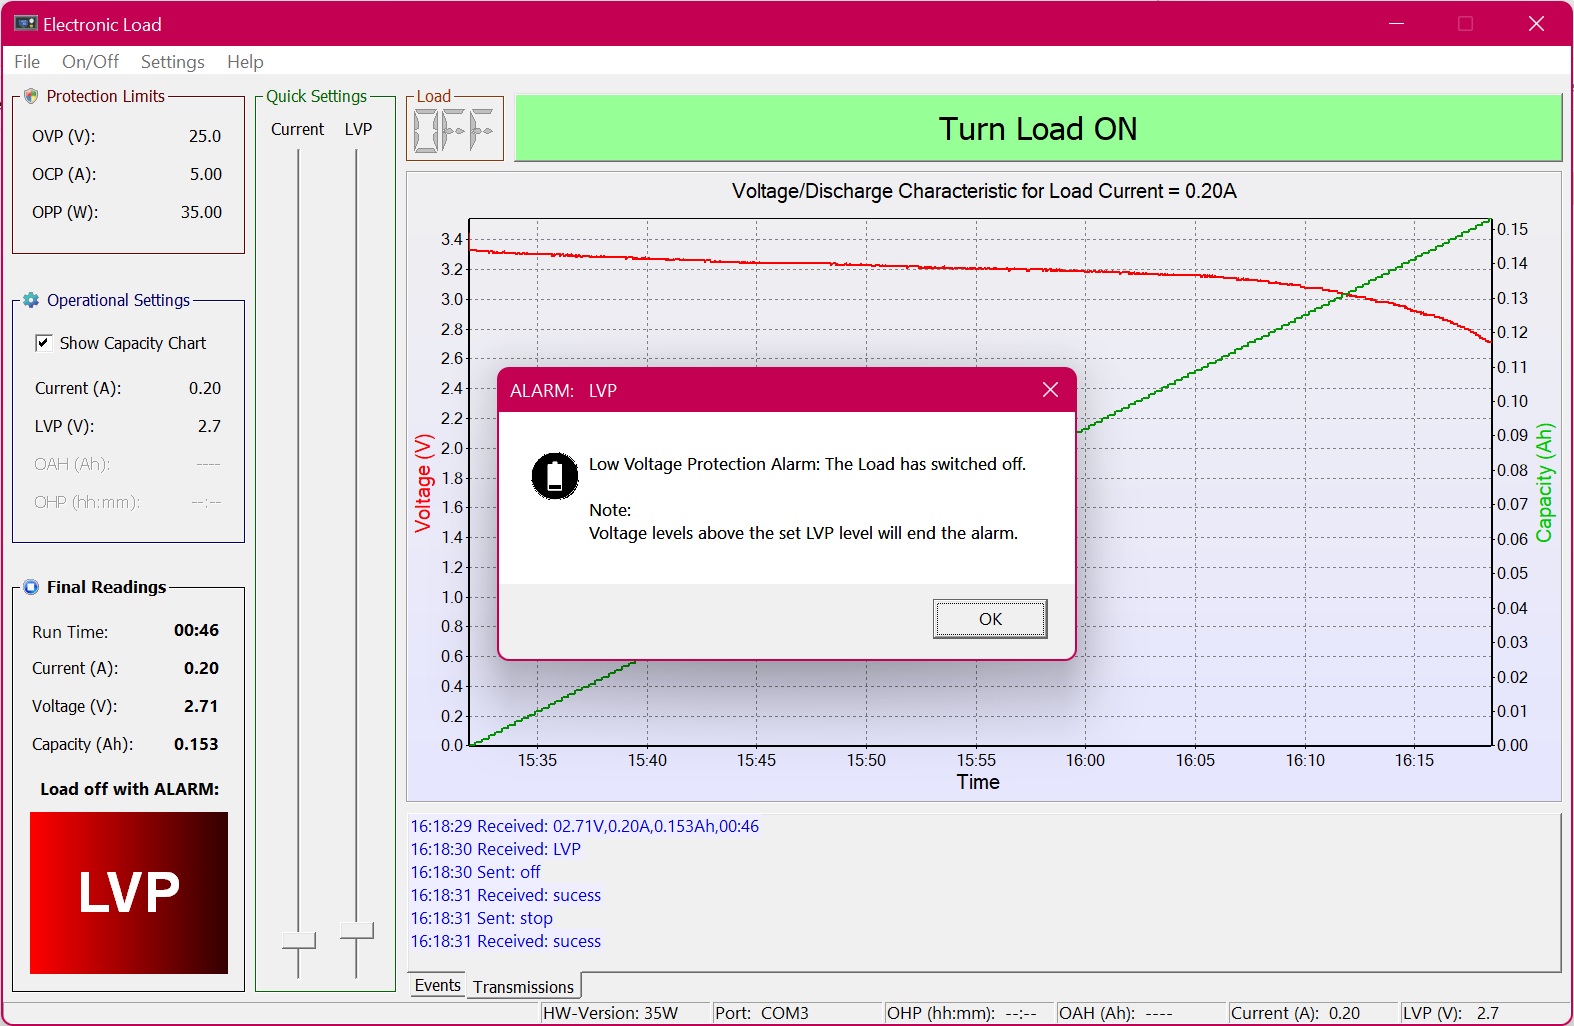 Electronic Load
File On/Off Settings Help
Protection Limits
OVP (V): 25.0
OCP (A): 5.00
OPP (W): 35.00
Operational Settings
Show Capacity Chart
Current (A): 0.20
LVP (V): 2.7
OAH (Ah): ----
OHP (hh:mm): --:--
Final Readings
Run Time: 00:46
Current (A): 0.20
Voltage (V): 2.71
Capacity (Ah): 0.153
Load off with ALARM:
LVP
Quick Settings
Current LVP
Load
OFF
Turn Load ON
Voltage/Discharge Characteristic for Load Current = 0.20A
Voltage (V)
3.4
3.2
3.0
2.8
2.6
2.4
2.2
2.0
1.8
1.6
1.4
1.2
1.0
0.8
0.6
0.4
0.2
0.0
ALARM: LVP
Low Voltage Protection Alarm: The Load has switched off.
Note:
Voltage levels above the set LVP level will end the alarm.
OK
0.15
0.14
0.13
0.12
0.11
0.10
0.09
0.08
0.07
0.06
0.05
0.04
0.03
0.02
0.01
0.00
Capacity (Ah)
15:35 15:40 15:45 15:50 15:55 16:00 16:05 16:10 16:15
Time
16:18:29 Received: 02.71V,0.20A,0.153Ah,00:46
16:18:30 Received: LVP
16:18:30 Sent: off
16:18:31 Received: sucess
16:18:31 Sent: stop
16:18:31 Received: sucess
Events Transmissions
HW-Version: 35W Port: COM3 OHP (hh:mm): --:-- OAH (Ah): ---- Current (A): 0.20 LVP (V): 2.7